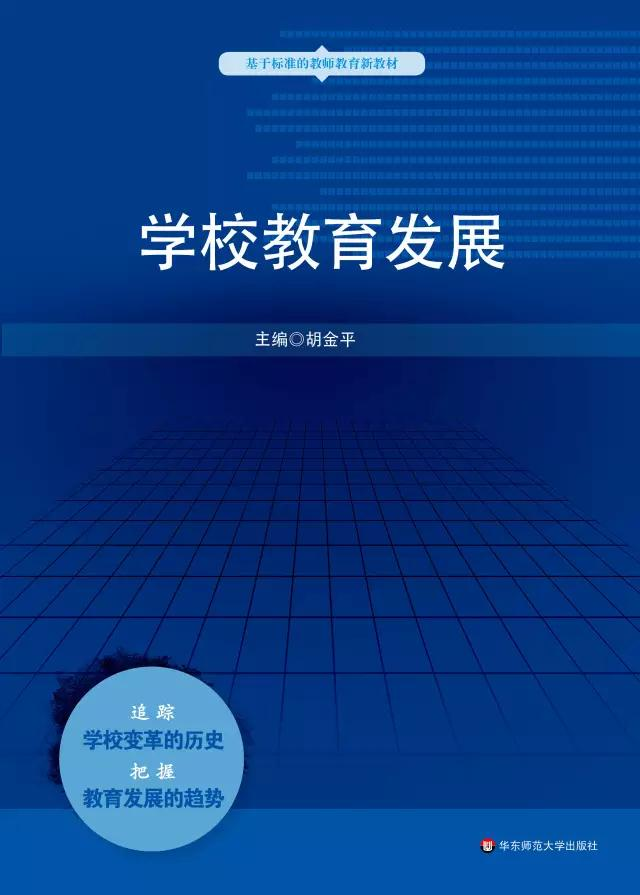 基于标准的教师教育新教材
学校教育发展
主编◎胡金平
追踪
学校变革的历史
把握
教育发展的趋势
华东师范大学出版社